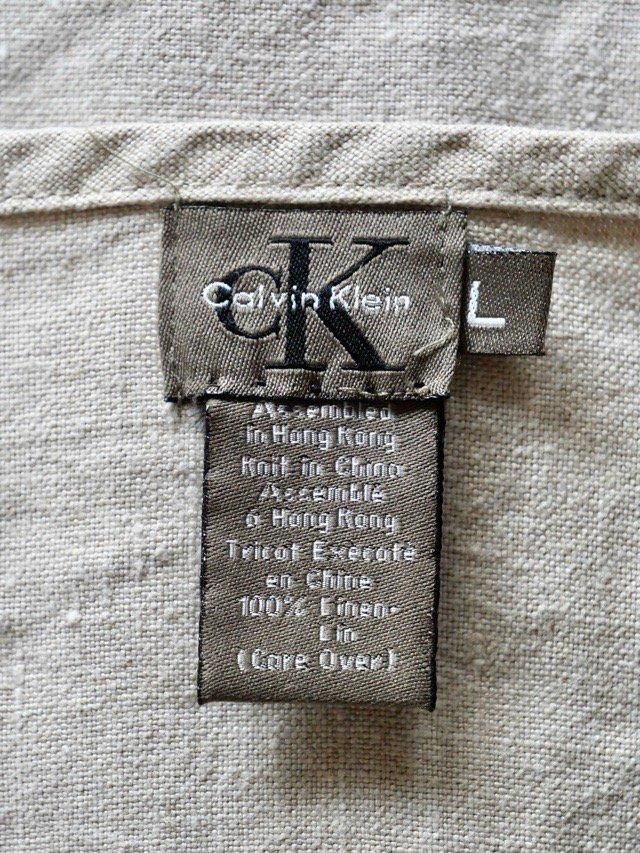 cK
Calvin Klein
L
Assembled
in Hong Kong
Knit in China
Assemblé
à Hong Kong
Tricot Exécuté
en Chine
100% Linen-
Lin
(Care Over)